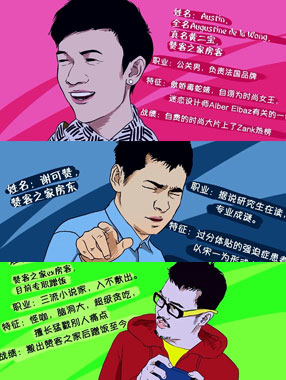 姓名：Austin,
全名Augustine de la Wong,
真名黄二宝
赞客之家房客
职业：公关男，负责法国品牌
特征：傲娇毒舌嘴，自诩为时尚女王，
迷恋设计师Alber Elbaz有关的一
战绩：自费的时尚大片上了Zank热榜
姓名：谢可赞，
赞客之家房东
职业：据说研究生在读，
专业成谜。
特征：过分体贴的强迫症患者
以宋一为形
赞客之家ex房客，
目前专职蹭饭
职业：三流小说家，入不敷出。
特征：怪咖，脑洞大，超级贪吃，
擅长猛戳别人痛点
战绩：搬出赞客之家后蹭饭至今